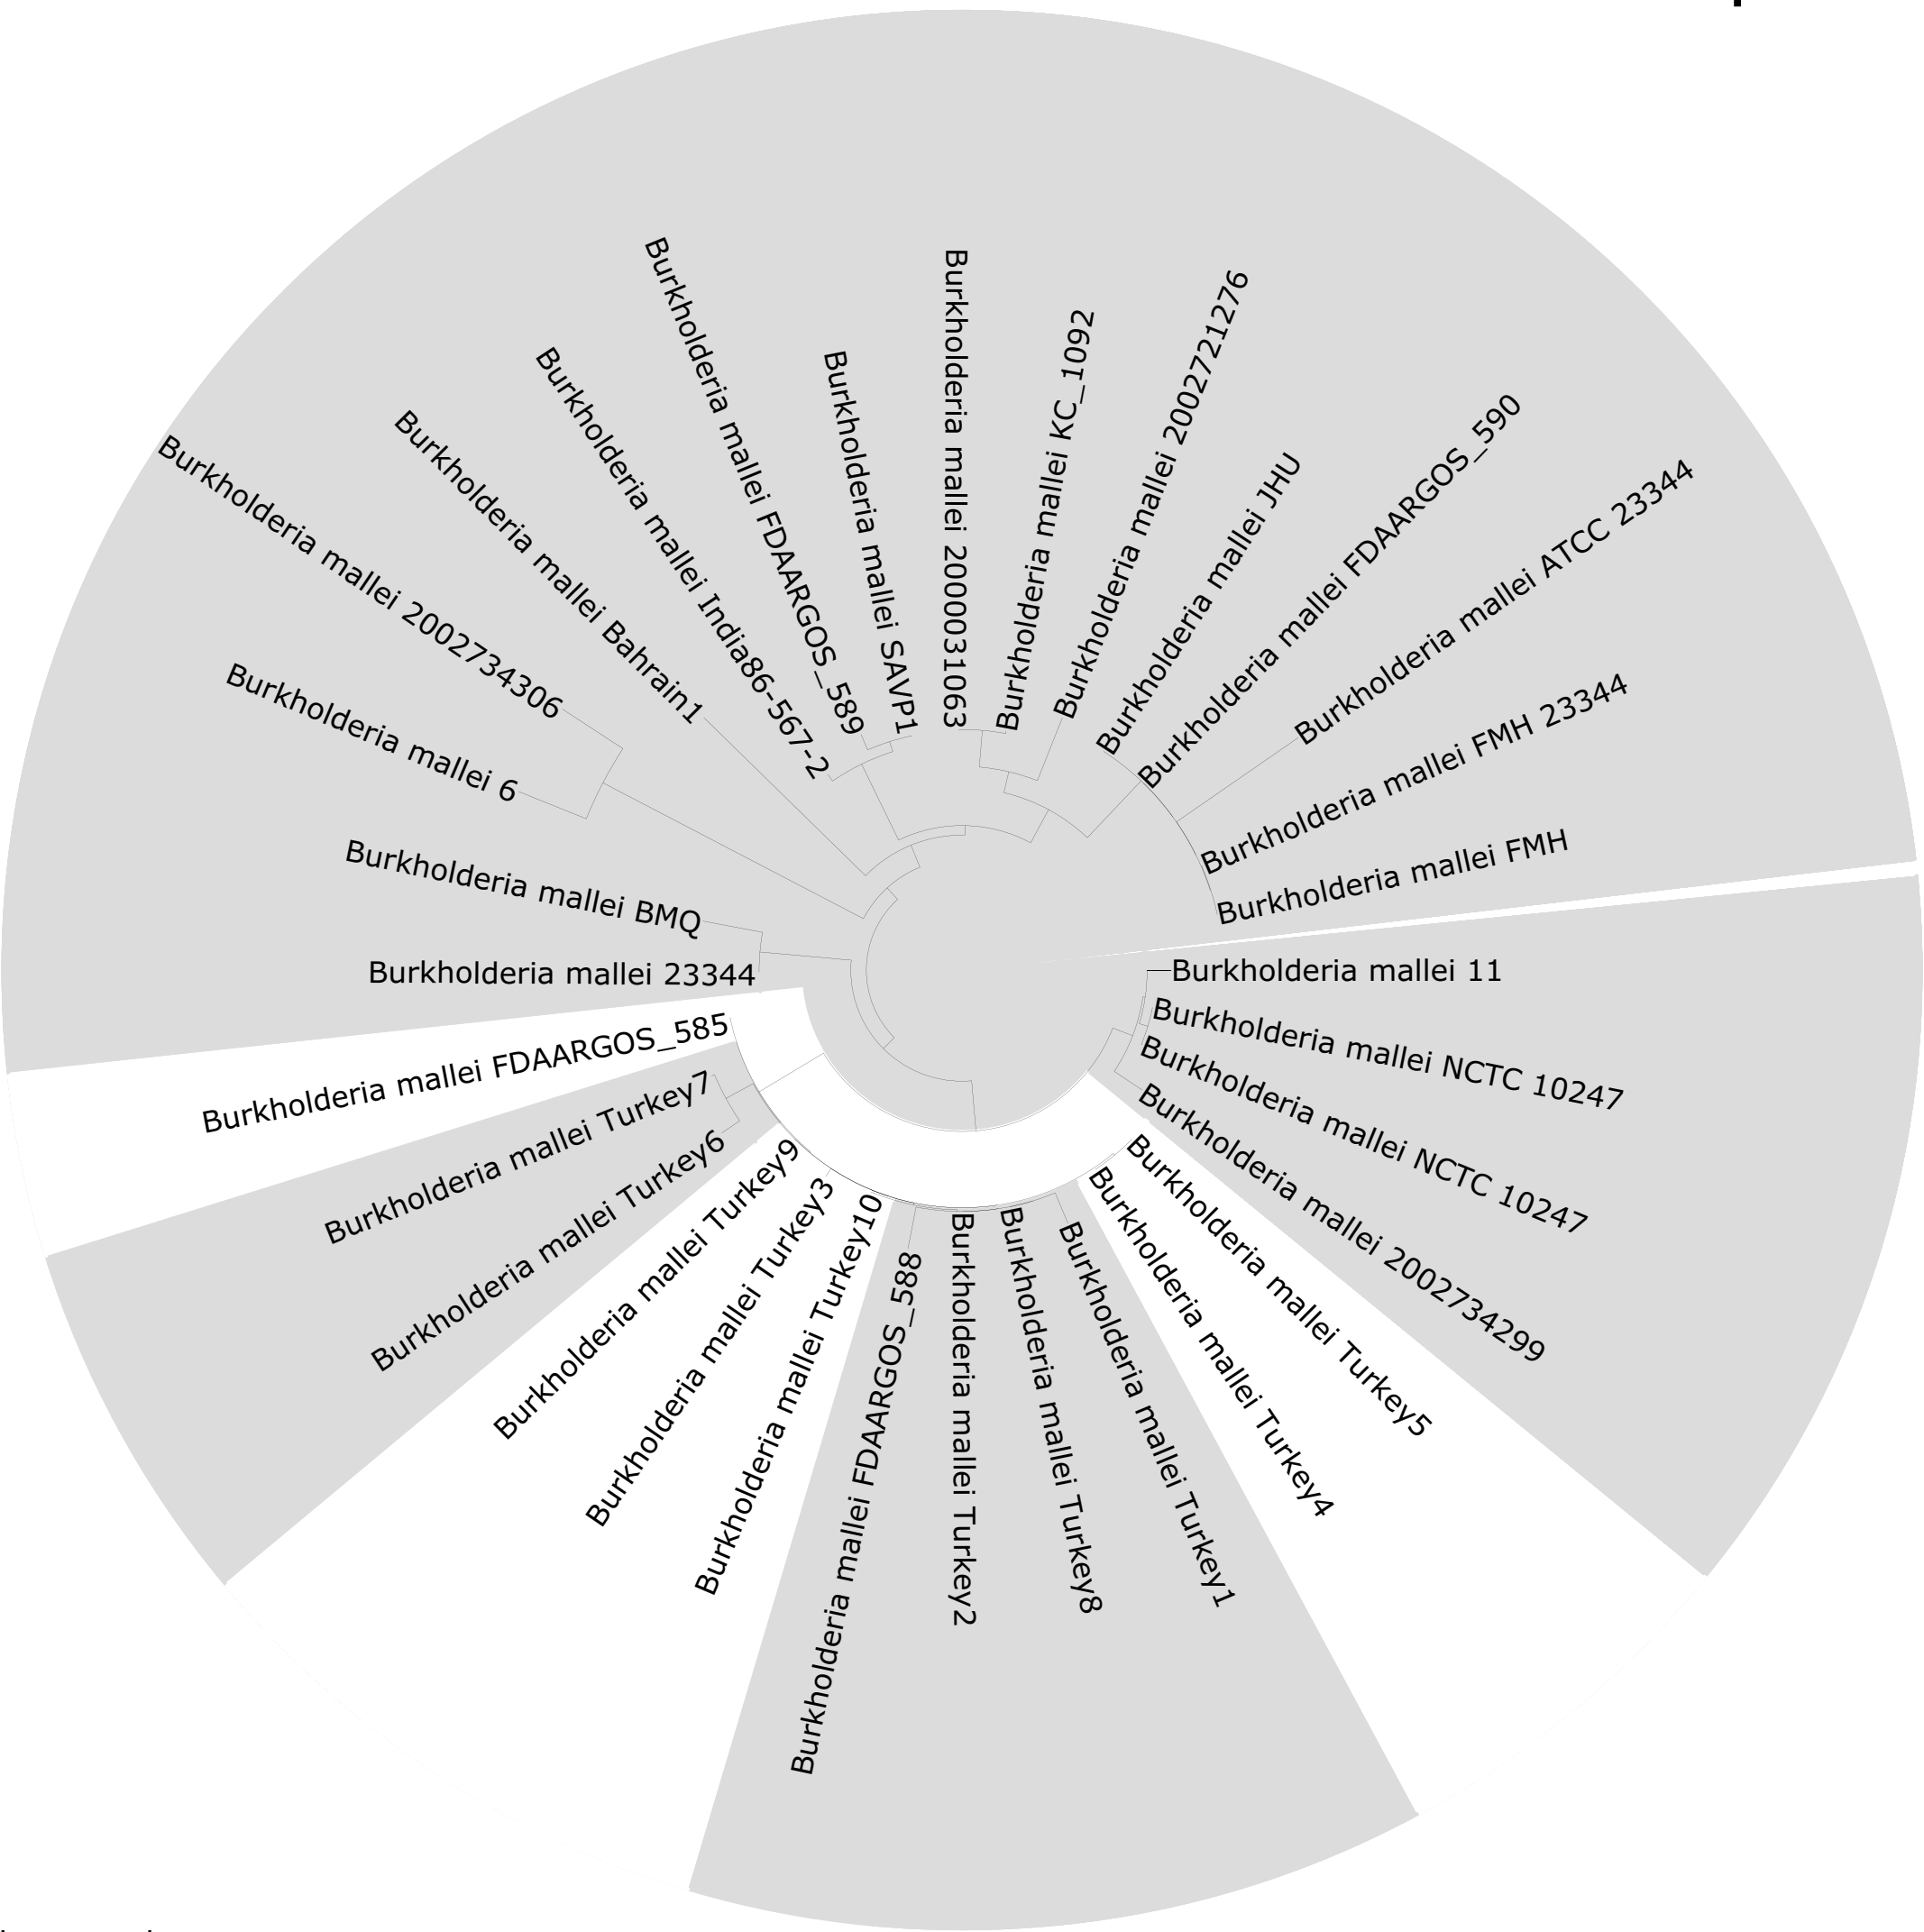 Burkholderia mallei 23344
Burkholderia mallei BMQ
Burkholderia mallei 6
Burkholderia mallei 2002734306
Burkholderia mallei Bahrain1
Burkholderia mallei India86-567-2
Burkholderia mallei FDAARGOS_589
Burkholderia mallei SAVP1
Burkholderia mallei 2000031063
Burkholderia mallei KC_1092
Burkholderia mallei 2002721276
Burkholderia mallei JHU
Burkholderia mallei FDAARGOS_590
Burkholderia mallei ATCC 23344
Burkholderia mallei FMH 23344
Burkholderia mallei FMH
Burkholderia mallei 11
Burkholderia mallei NCTC 10247
Burkholderia mallei NCTC 10247
Burkholderia mallei 2002734299
Burkholderia mallei Turkey5
Burkholderia mallei Turkey4
Burkholderia mallei Turkey1
Burkholderia mallei Turkey8
Burkholderia mallei Turkey2
Burkholderia mallei FDAARGOS_588
Burkholderia mallei Turkey10
Burkholderia mallei Turkey3
Burkholderia mallei Turkey9
Burkholderia mallei Turkey6
Burkholderia mallei Turkey7
Burkholderia mallei FDAARGOS_585